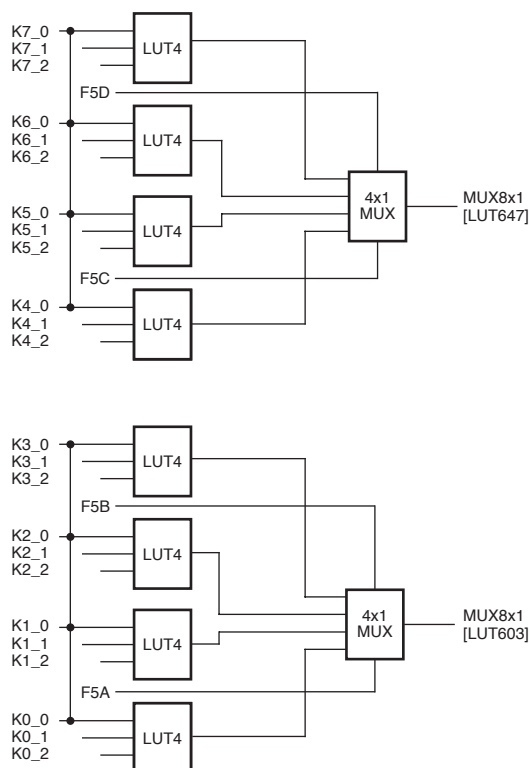 K7_0
K7_1
K7_2
LUT4
F5D
K6_0
K6_1
K6_2
LUT4
4x1
MUX
MUX8x1
[LUT647]
K5_0
K5_1
K5_2
LUT4
F5C
K4_0
K4_1
K4_2
LUT4
K3_0
K3_1
K3_2
LUT4
F5B
K2_0
K2_1
K2_2
LUT4
4x1
MUX
MUX8x1
[LUT603]
K1_0
K1_1
K1_2
LUT4
F5A
K0_0
K0_1
K0_2
LUT4